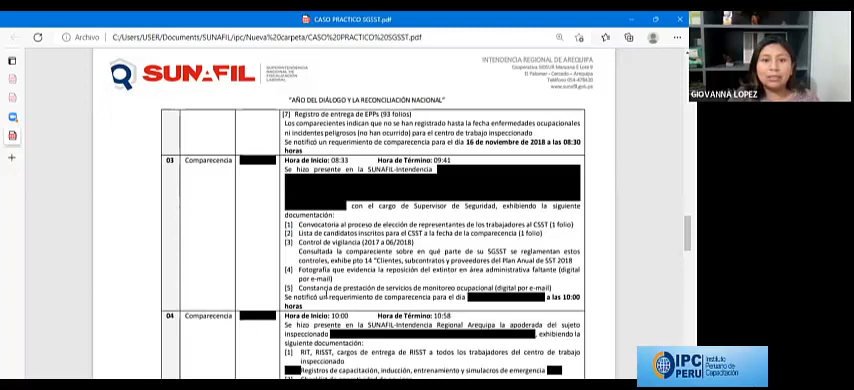 CASO PRACTICO SGSST.pdf
Archivo | C:/Users/USER/Documents/SUNAFIL/ipc/Nueva%20carpeta/CASO%20PRACTICO%20SGSST.pdf
SUNAFIL
SUPERINTENDENCIA
NACIONAL DE
FISCALIZACIÓN
LABORAL
INTENDENCIA REGIONAL DE AREQUIPA
www.sunafil.gob.pe
"AÑO DEL DIÁLOGO Y LA RECONCILIACIÓN NACIONAL"
[7] Registro de entrega de EPPs (93 folios)
Los comparecientes indican que no se han registrado hasta la fecha enfermedades ocupacionales
ni incidentes peligrosos (no han ocurrido) para el centro de trabajo inspeccionado
Se notificó un requerimiento de comparecencia para el día 16 de noviembre de 2018 a las 08:30
horas
03 Comparecencia Hora de Inicio: 08:33 Hora de Término: 09:41
Se hizo presente en la SUNAFIL-Intendencia
con el cargo de Supervisor de Seguridad, exhibiendo la siguiente
documentación:
[1] Convocatoria al proceso de elección de representantes de los trabajadores al CSST (1 folio)
[2] Lista de candidatos inscritos para el CSST a la fecha de la comparecencia (1 folio)
[3] Control de vigilancia (2017 a 06/2018)
Consultada la compareciente sobre en qué parte de su SGSST se reglamentan estos
controles, exhibe pto 14 "Clientes, subcontratos y proveedores del Plan Anual de SST 2018
[4] Fotografía que evidencia la reposición del extintor en área administrativa faltante (digital
por e-mail)
[5] Constancia de prestación de servicios de monitoreo ocupacional (digital por e-mail)
Se notificó un requerimiento de comparecencia para el día a las 10:00
horas
04 Comparecencia Hora de Inicio: 10:00 Hora de Término: 10:58
Se hizo presente en la SUNAFIL-Intendencia Regional Arequipa la apoderada del sujeto
inspeccionado , exhibiendo la
siguiente documentación:
[1] RIT, RISST, cargos de entrega de RISST a todos los trabajadores del centro de trabajo
inspeccionado
Registros de capacitación, inducción, entrenamiento y simulacros de emergencia
GIOVANNA LOPEZ
IPC
PERÚ
Instituto
Peruano de
Capacitación